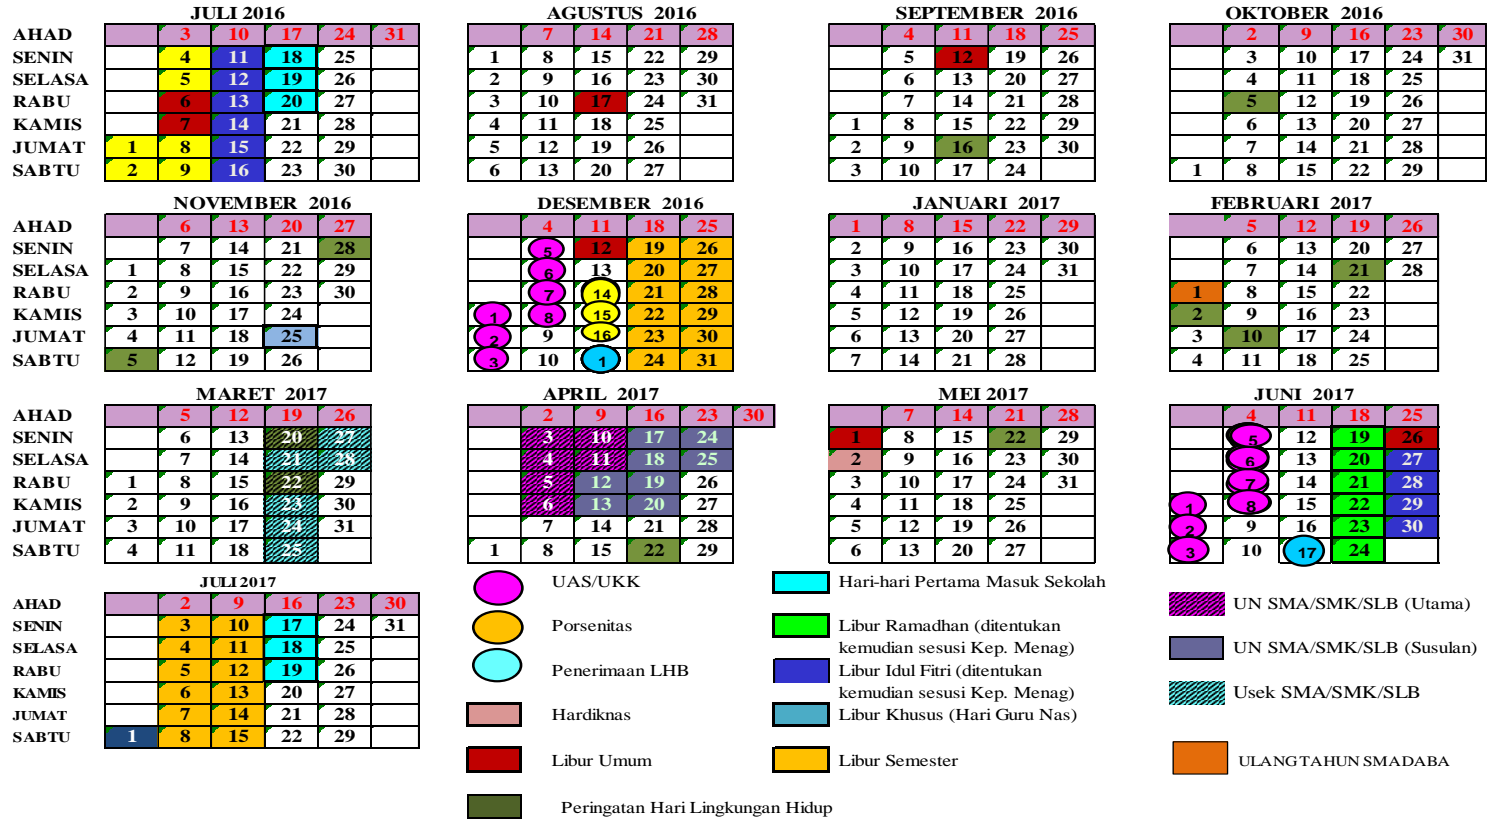 JULI 2016 AGUSTUS 2016 SEPTEMBER 2016 OKTOBER 2016
AHAD 3 10 17 24 31 7 14 21 28 4 11 18 25 2 9 16 23 30
SENIN 4 11 18 25 1 8 15 22 29 5 12 19 26 3 10 17 24 31
SELASA 5 12 19 26 2 9 16 23 30 6 13 20 27 4 11 18 25
RABU 6 13 20 27 3 10 17 24 31 7 14 21 28 5 12 19 26
KAMIS 7 14 21 28 4 11 18 25 1 8 15 22 29 6 13 20 27
JUMAT 1 8 15 22 29 5 12 19 26 2 9 16 23 30 7 14 21 28
SABTU 2 9 16 23 30 6 13 20 27 3 10 17 24 1 8 15 22 29
NOVEMBER 2016 DESEMBER 2016 JANUARI 2017 FEBRUARI 2017
AHAD 6 13 20 27 4 11 18 25 1 8 15 22 29 5 12 19 26
SENIN 7 14 21 28 5 12 19 26 2 9 16 23 30 6 13 20 27
SELASA 1 8 15 22 29 6 13 20 27 3 10 17 24 31 7 14 21 28
RABU 2 9 16 23 30 7 14 21 28 4 11 18 25 1 8 15 22
KAMIS 3 10 17 24 1 8 15 22 29 5 12 19 26 2 9 16 23
JUMAT 4 11 18 25 2 9 16 23 30 6 13 20 27 3 10 17 24
SABTU 5 12 19 26 3 10 1 24 31 7 14 21 28 4 11 18 25
MARET 2017 APRIL 2017 MEI 2017 JUNI 2017
AHAD 5 12 19 26 2 9 16 23 30 7 14 21 28 4 11 18 25
SENIN 6 13 20 27 3 10 17 24 1 8 15 22 29 5 12 19 26
SELASA 7 14 21 28 4 11 18 25 2 9 16 23 30 6 13 20 27
RABU 1 8 15 22 29 5 12 19 26 3 10 17 24 31 7 14 21 28
KAMIS 2 9 16 23 30 6 13 20 27 4 11 18 25 1 8 15 22 29
JUMAT 3 10 17 24 31 7 14 21 28 5 12 19 26 2 9 16 23 30
SABTU 4 11 18 25 1 8 15 22 29 6 13 20 27 3 10 17 24
JULI 2017
AHAD 2 9 16 23 30
SENIN 3 10 17 24 31
SELASA 4 11 18 25
RABU 5 12 19 26
KAMIS 6 13 20 27
JUMAT 7 14 21 28
SABTU 1 8 15 22 29
UAS/UKK
Porsenitas
Penerimaan LHB
Hardiknas
Libur Umum
Peringatan Hari Lingkungan Hidup
Hari-hari Pertama Masuk Sekolah
Libur Ramadhan (ditentukan
kemudian sesusi Kep. Menag)
Libur Idul Fitri (ditentukan
kemudian sesusi Kep. Menag)
Libur Khusus (Hari Guru Nas)
Libur Semester
UN SMA/SMK/SLB (Utama)
UN SMA/SMK/SLB (Susulan)
Usek SMA/SMK/SLB
ULANG TAHUN SMADABA